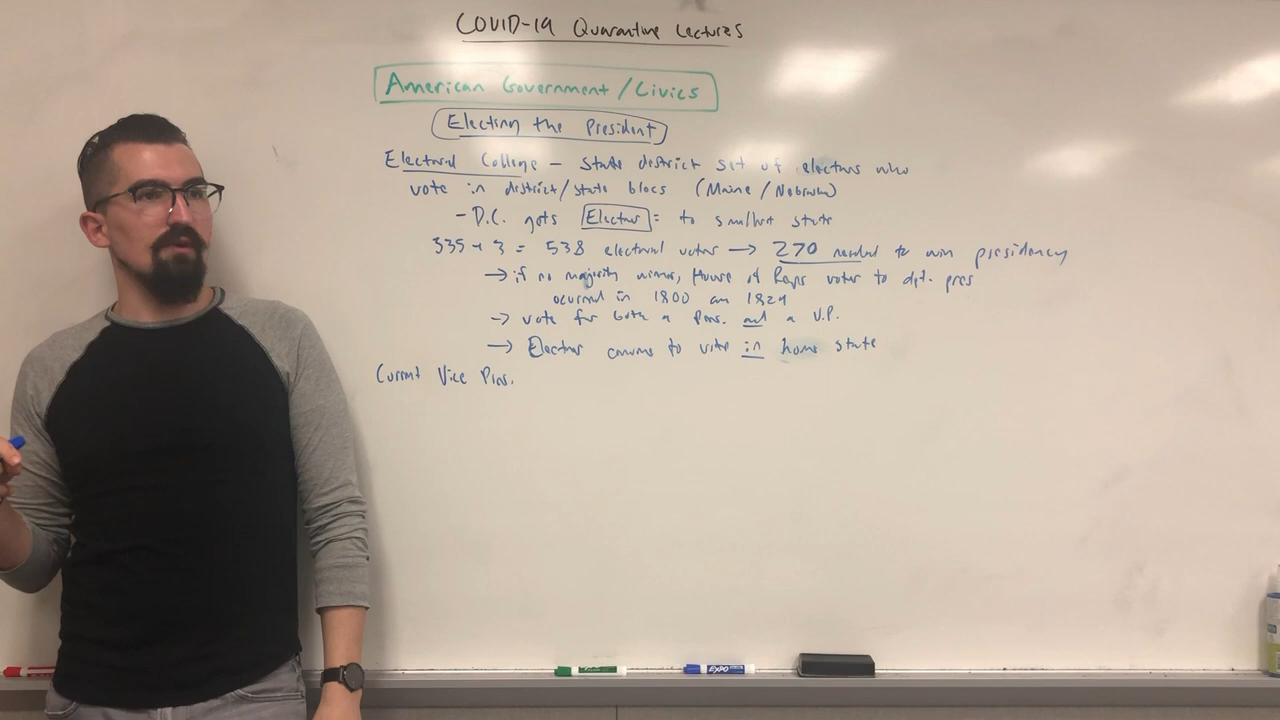 COVID-19 Quarantine Lectures
American Government/Civics
Electing the President
Electoral College – state district set of electors who
vote in district/state blocs (Maine/Nebraska)
- D.C. gets Electors = to smallest state
535 + 3 = 538 electoral votes → 270 needed to win presidency
→ if no majority winner, House of Reps votes to det. pres
occurred in 1800 an 1824
→ vote for both a Pres. and a V.P.
→ Electors to vote in home state
Current Vice Pres.
EXPO